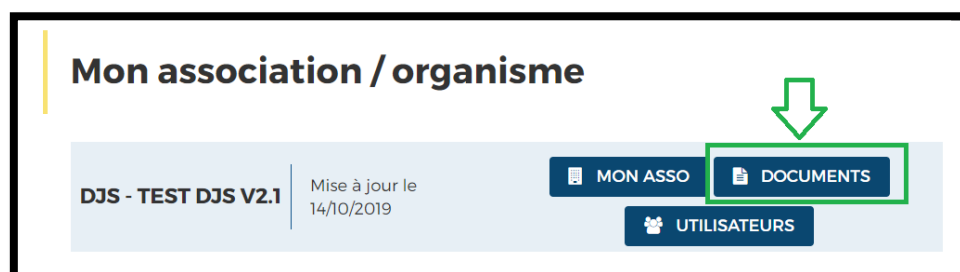 Mon association / organisme
DJS - TEST DJS V2.1
Mise à jour le
14/10/2019
MON ASSO
DOCUMENTS
UTILISATEURS